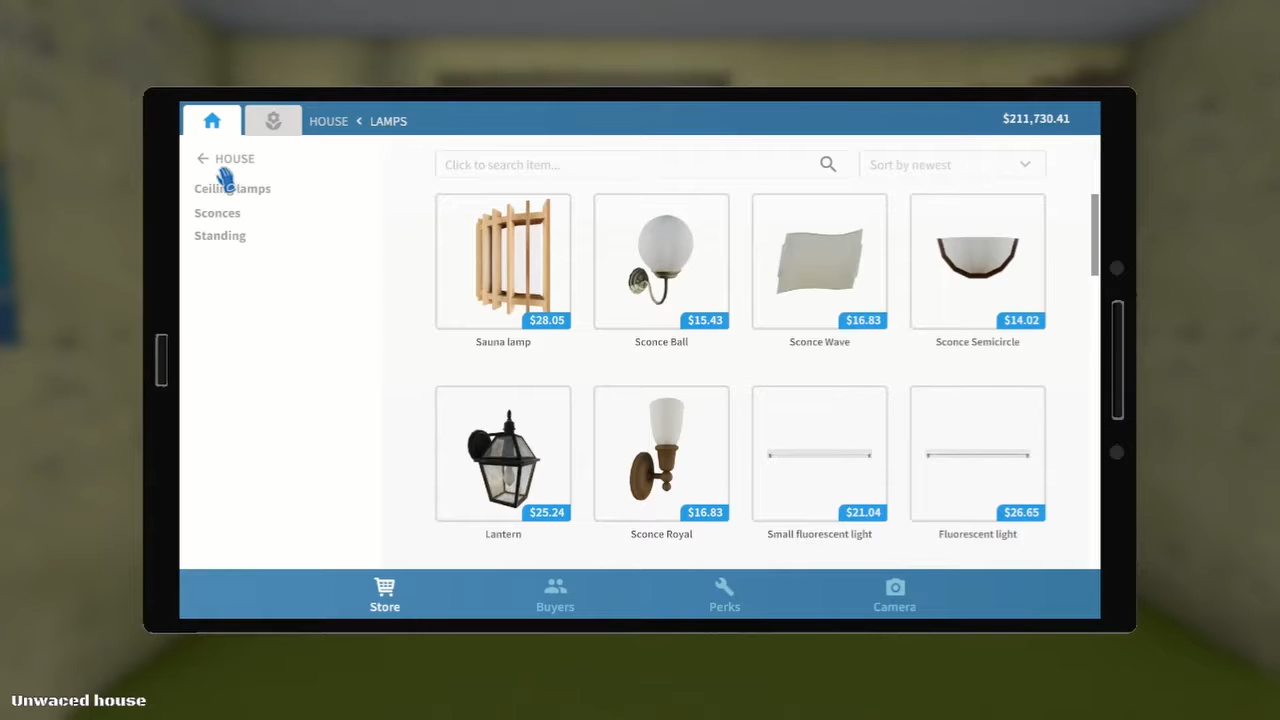 HOUSE < LAMPS
$211,730.41
HOUSE
Ceiling lamps
Sconces
Standing
Click to search item...
Sort by newest
$28.05
$15.43
$16.83
$14.02
Sauna lamp
Sconce Ball
Sconce Wave
Sconce Semicircle
$25.24
$16.83
$21.04
$26.65
Lantern
Sconce Royal
Small fluorescent light
Fluorescent light
Store
Buyers
Perks
Camera
Unwaced house